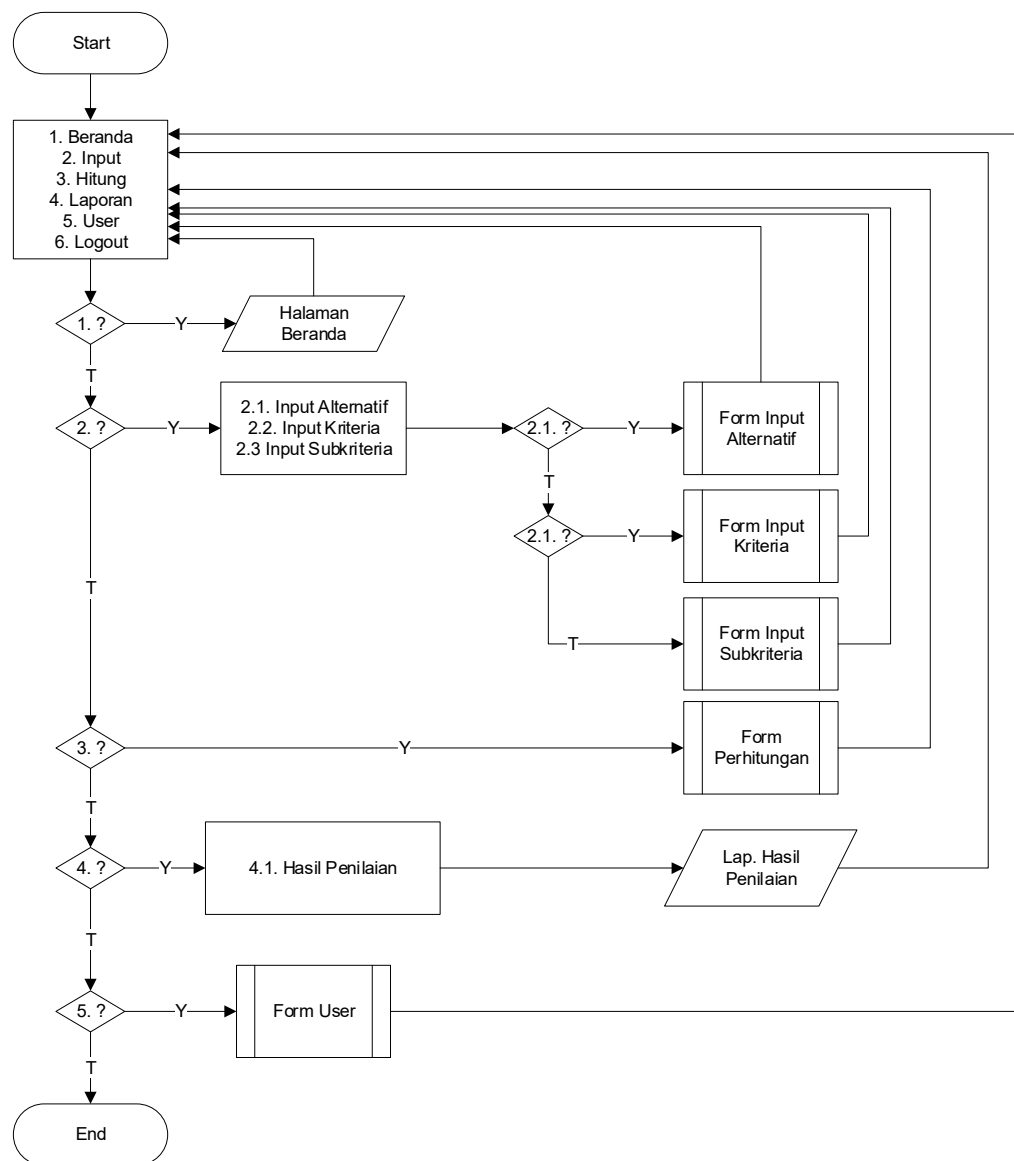 Start
1. Beranda
2. Input
3. Hitung
4. Laporan
5. User
6. Logout
1. ?
Y
Halaman
Beranda
T
2. ?
Y
2.1. Input Alternatif
2.2. Input Kriteria
2.3 Input Subkriteria
2.1. ?
Y
Form Input
Alternatif
T
2.1. ?
Y
Form Input
Kriteria
T
T
Form Input
Subkriteria
3. ?
Y
Form
Perhitungan
T
4. ?
Y
4.1. Hasil Penilaian
Lap. Hasil
Penilaian
T
5. ?
Y
Form User
T
End